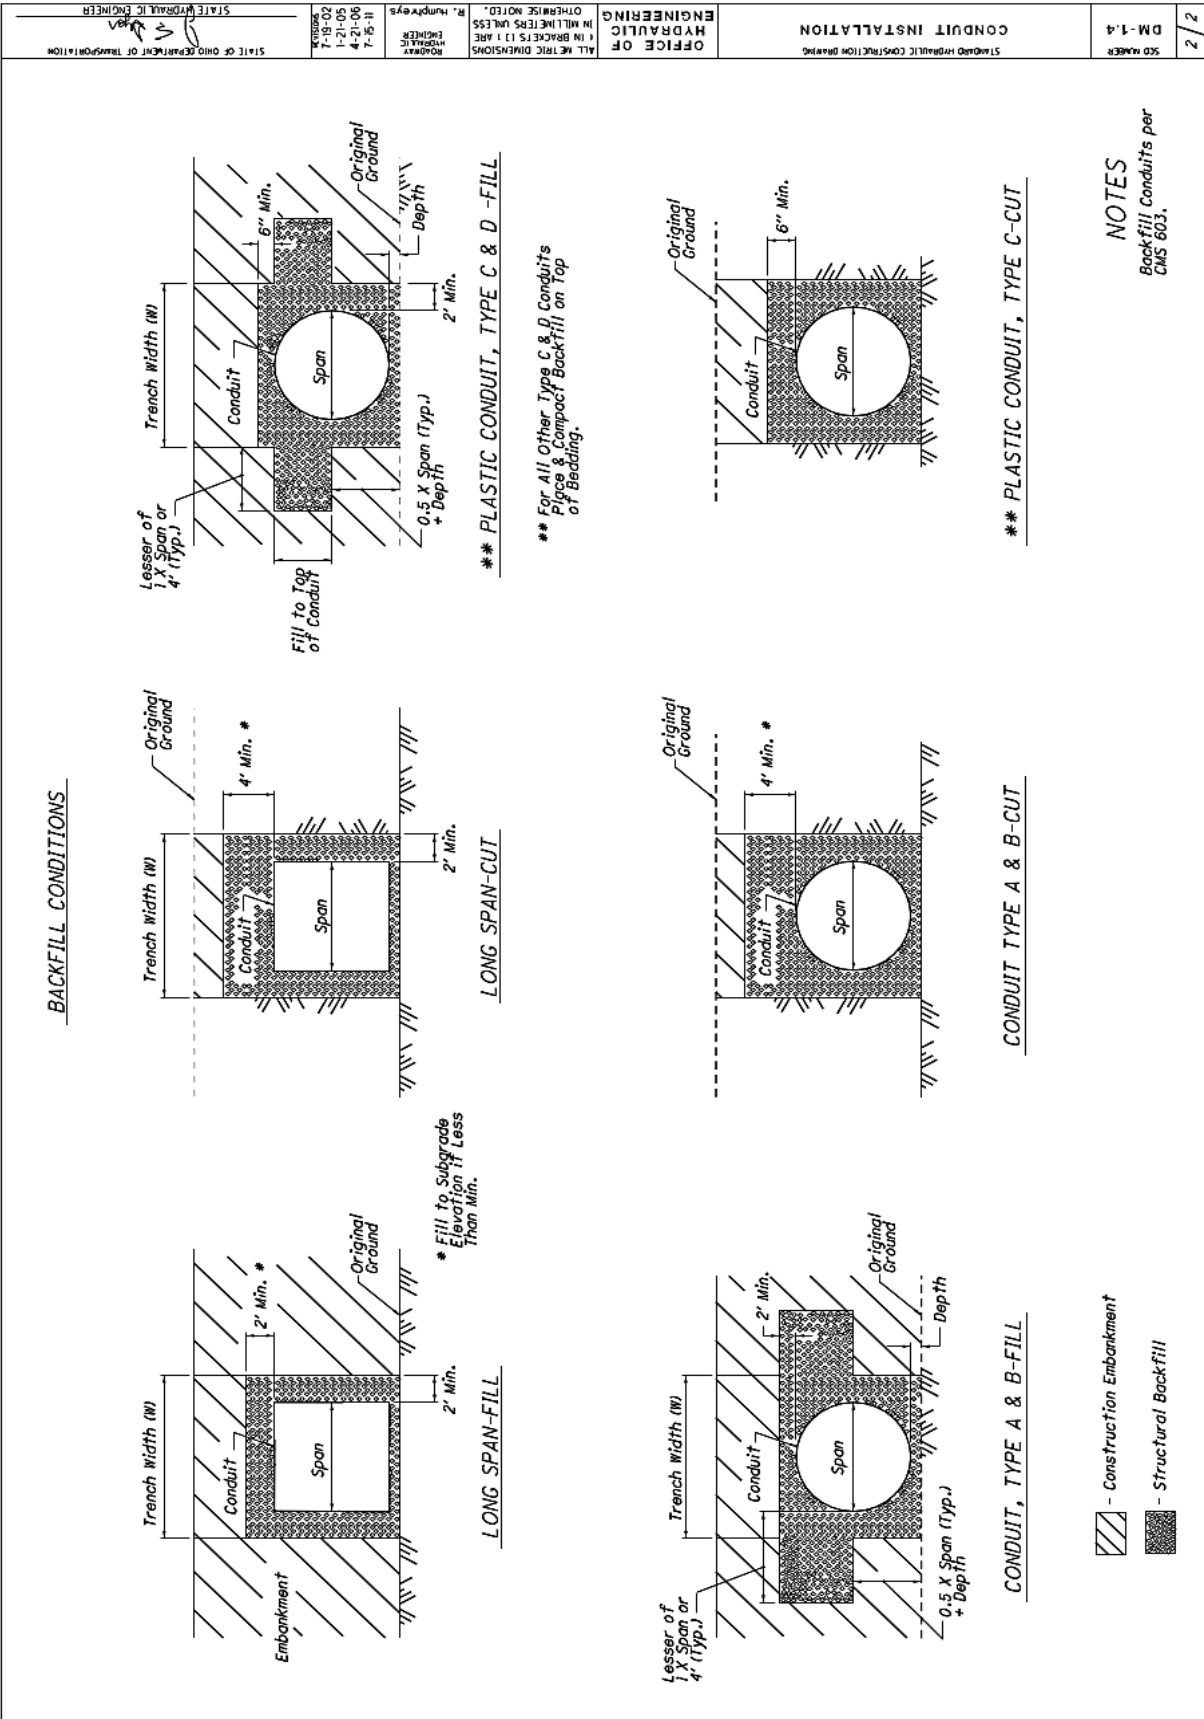 BACKFILL CONDITIONS
Trench Width (W)
Conduit
2' Min. *
Span
Embankment
Original
Ground
2' Min.
LONG SPAN-FILL
* Fill to Subgrade
Elevation if Less
Than Min.
Trench Width (W)
Original
Ground
4' Min. *
Conduit
Span
2' Min.
LONG SPAN-CUT
Lesser of
1 X Span or
4' (Typ.)
Trench Width (W)
Conduit
6" Min.
Original
Ground
Span
Fill to Top
of Conduit
Depth
2' Min.
0.5 X Span (Typ.)
+ Depth
** PLASTIC CONDUIT, TYPE C & D -FILL
** For All Other Type C & D Conduits
Place & Compact Backfill on Top
of Bedding.
Lesser of
1 X Span or
4' (Typ.)
Trench Width (W)
Conduit
2' Min.
Span
Original
Ground
Depth
0.5 X Span (Typ.)
+ Depth
CONDUIT, TYPE A & B-FILL
Original
Ground
4' Min. *
Conduit
Span
CONDUIT TYPE A & B-CUT
Original
Ground
6" Min.
Conduit
Span
** PLASTIC CONDUIT, TYPE C-CUT
- Construction Embankment
- Structural Backfill
NOTES
Backfill Conduits per
CMS 603.
STATE OF OHIO DEPARTMENT OF TRANSPORTATION
STATE HYDRAULIC ENGINEER
REVISIONS
7-19-02
1-21-05
4-21-06
7-15-11
ROADWAY
HYDRAULIC
ENGINEER
R. Humphreys
ALL METRIC DIMENSIONS
( IN BRACKETS [] ) ARE
IN MILLIMETERS UNLESS
OTHERWISE NOTED.
OFFICE OF
HYDRAULIC
ENGINEERING
STANDARD HYDRAULIC CONSTRUCTION DRAWING
CONDUIT INSTALLATION
SCD NUMBER
DM-1.4
2/2